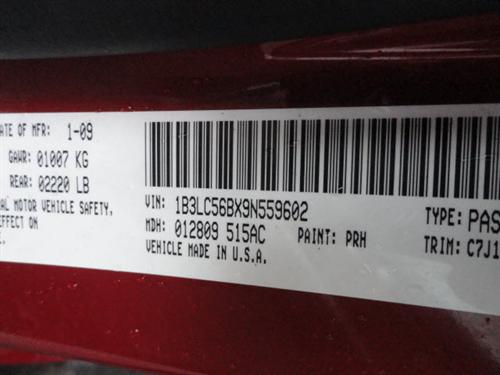 ATE OF MFR: 1-09
GAWR: 01007 KG
REAR: 02220 LB
AL MOTOR VEHICLE SAFETY,
EFFECT ON
E.
VIN: 1B3LC56BX9N559602
MDH: 012809 515AC PAINT: PRH
VEHICLE MADE IN U.S.A.
TYPE: PAS
TRIM: C7J1